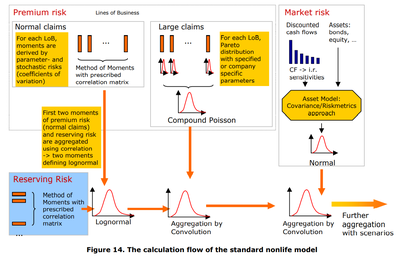 Premium risk
Lines of Business
Market risk
Normal claims
For each LoB,
moments are
derived by
parameter- and
stochastic risks
(coefficients of
variation)
...
Method of Moments
with prescribed
correlation matrix
Large claims
For each LoB,
Pareto
distribution
with specified
or company
specific
parameters
...
Compound Poisson
Discounted
cash flows
Assets:
bonds,
equity, ...
CF -> i.r.
sensitivities
Asset Model:
Covariance/Riskmetrics
approach
Normal
First two moments
of premium risk
(normal claims) and
reserving risk are
aggregated using
correlation -> two
moments defining
lognormal
Reserving Risk
Method of
Moments with
prescribed
correlation
matrix
...
Lognormal
Aggregation by
Convolution
Aggregation by
Convolution
Further
aggregation
with scenarios
Figure 14. The calculation flow of the standard nonlife model